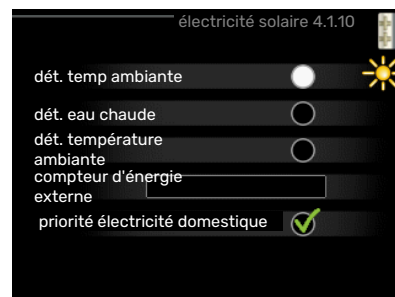 électricité solaire 4.1.10
dét. temp ambiante
dét. eau chaude
dét. température
ambiante
compteur d'énergie
externe
priorité électricité domestique